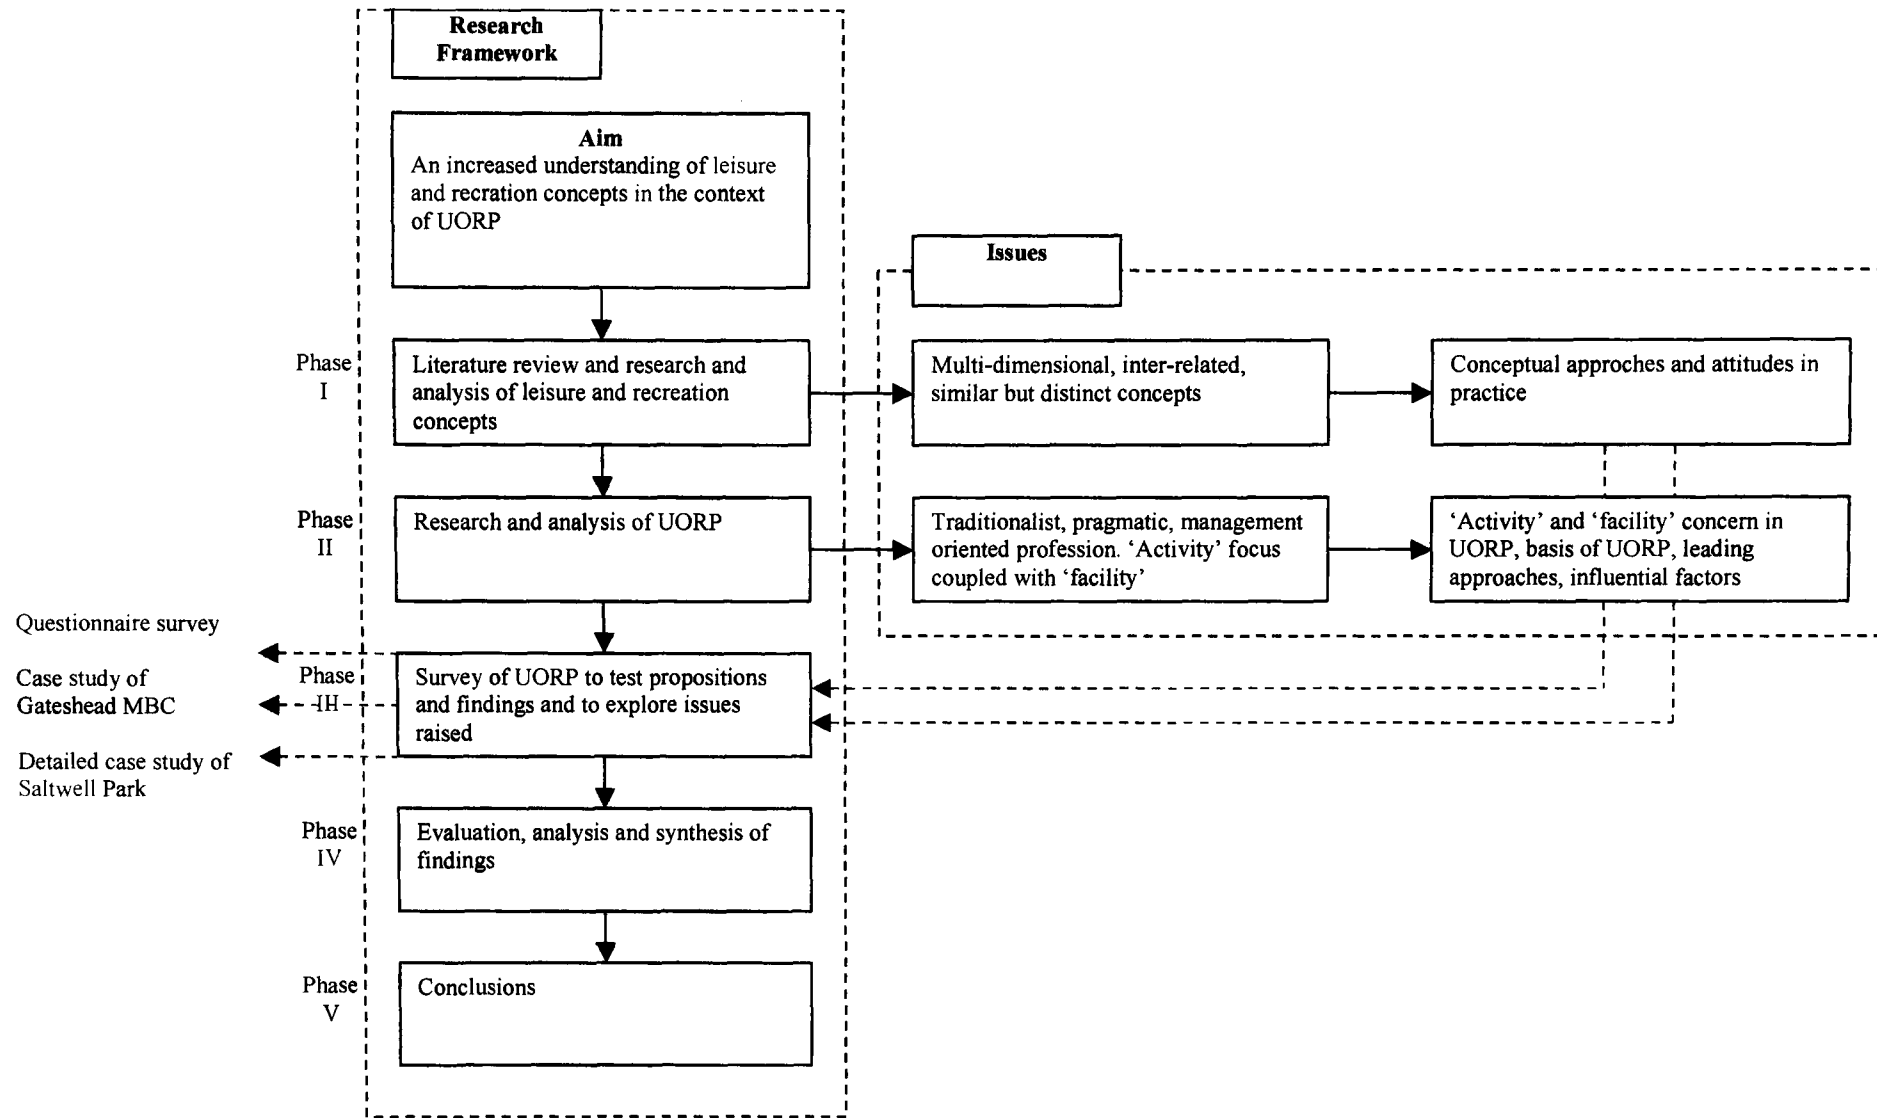 Research
Framework
Aim
An increased understanding of leisure
and recration concepts in the context
of UORP
Issues
Phase
I
Literature review and research and
analysis of leisure and recreation
concepts
Multi-dimensional, inter-related,
similar but distinct concepts
Conceptual approches and attitudes in
practice
Phase
II
Research and analysis of UORP
Traditionalist, pragmatic, management
oriented profession. ‘Activity’ focus
coupled with ‘facility’
‘Activity’ and ‘facility’ concern in
UORP, basis of UORP, leading
approaches, influential factors
Questionnaire survey
Case study of
Gateshead MBC
Detailed case study of
Saltwell Park
Phase
III
Survey of UORP to test propositions
and findings and to explore issues
raised
Phase
IV
Evaluation, analysis and synthesis of
findings
Phase
V
Conclusions